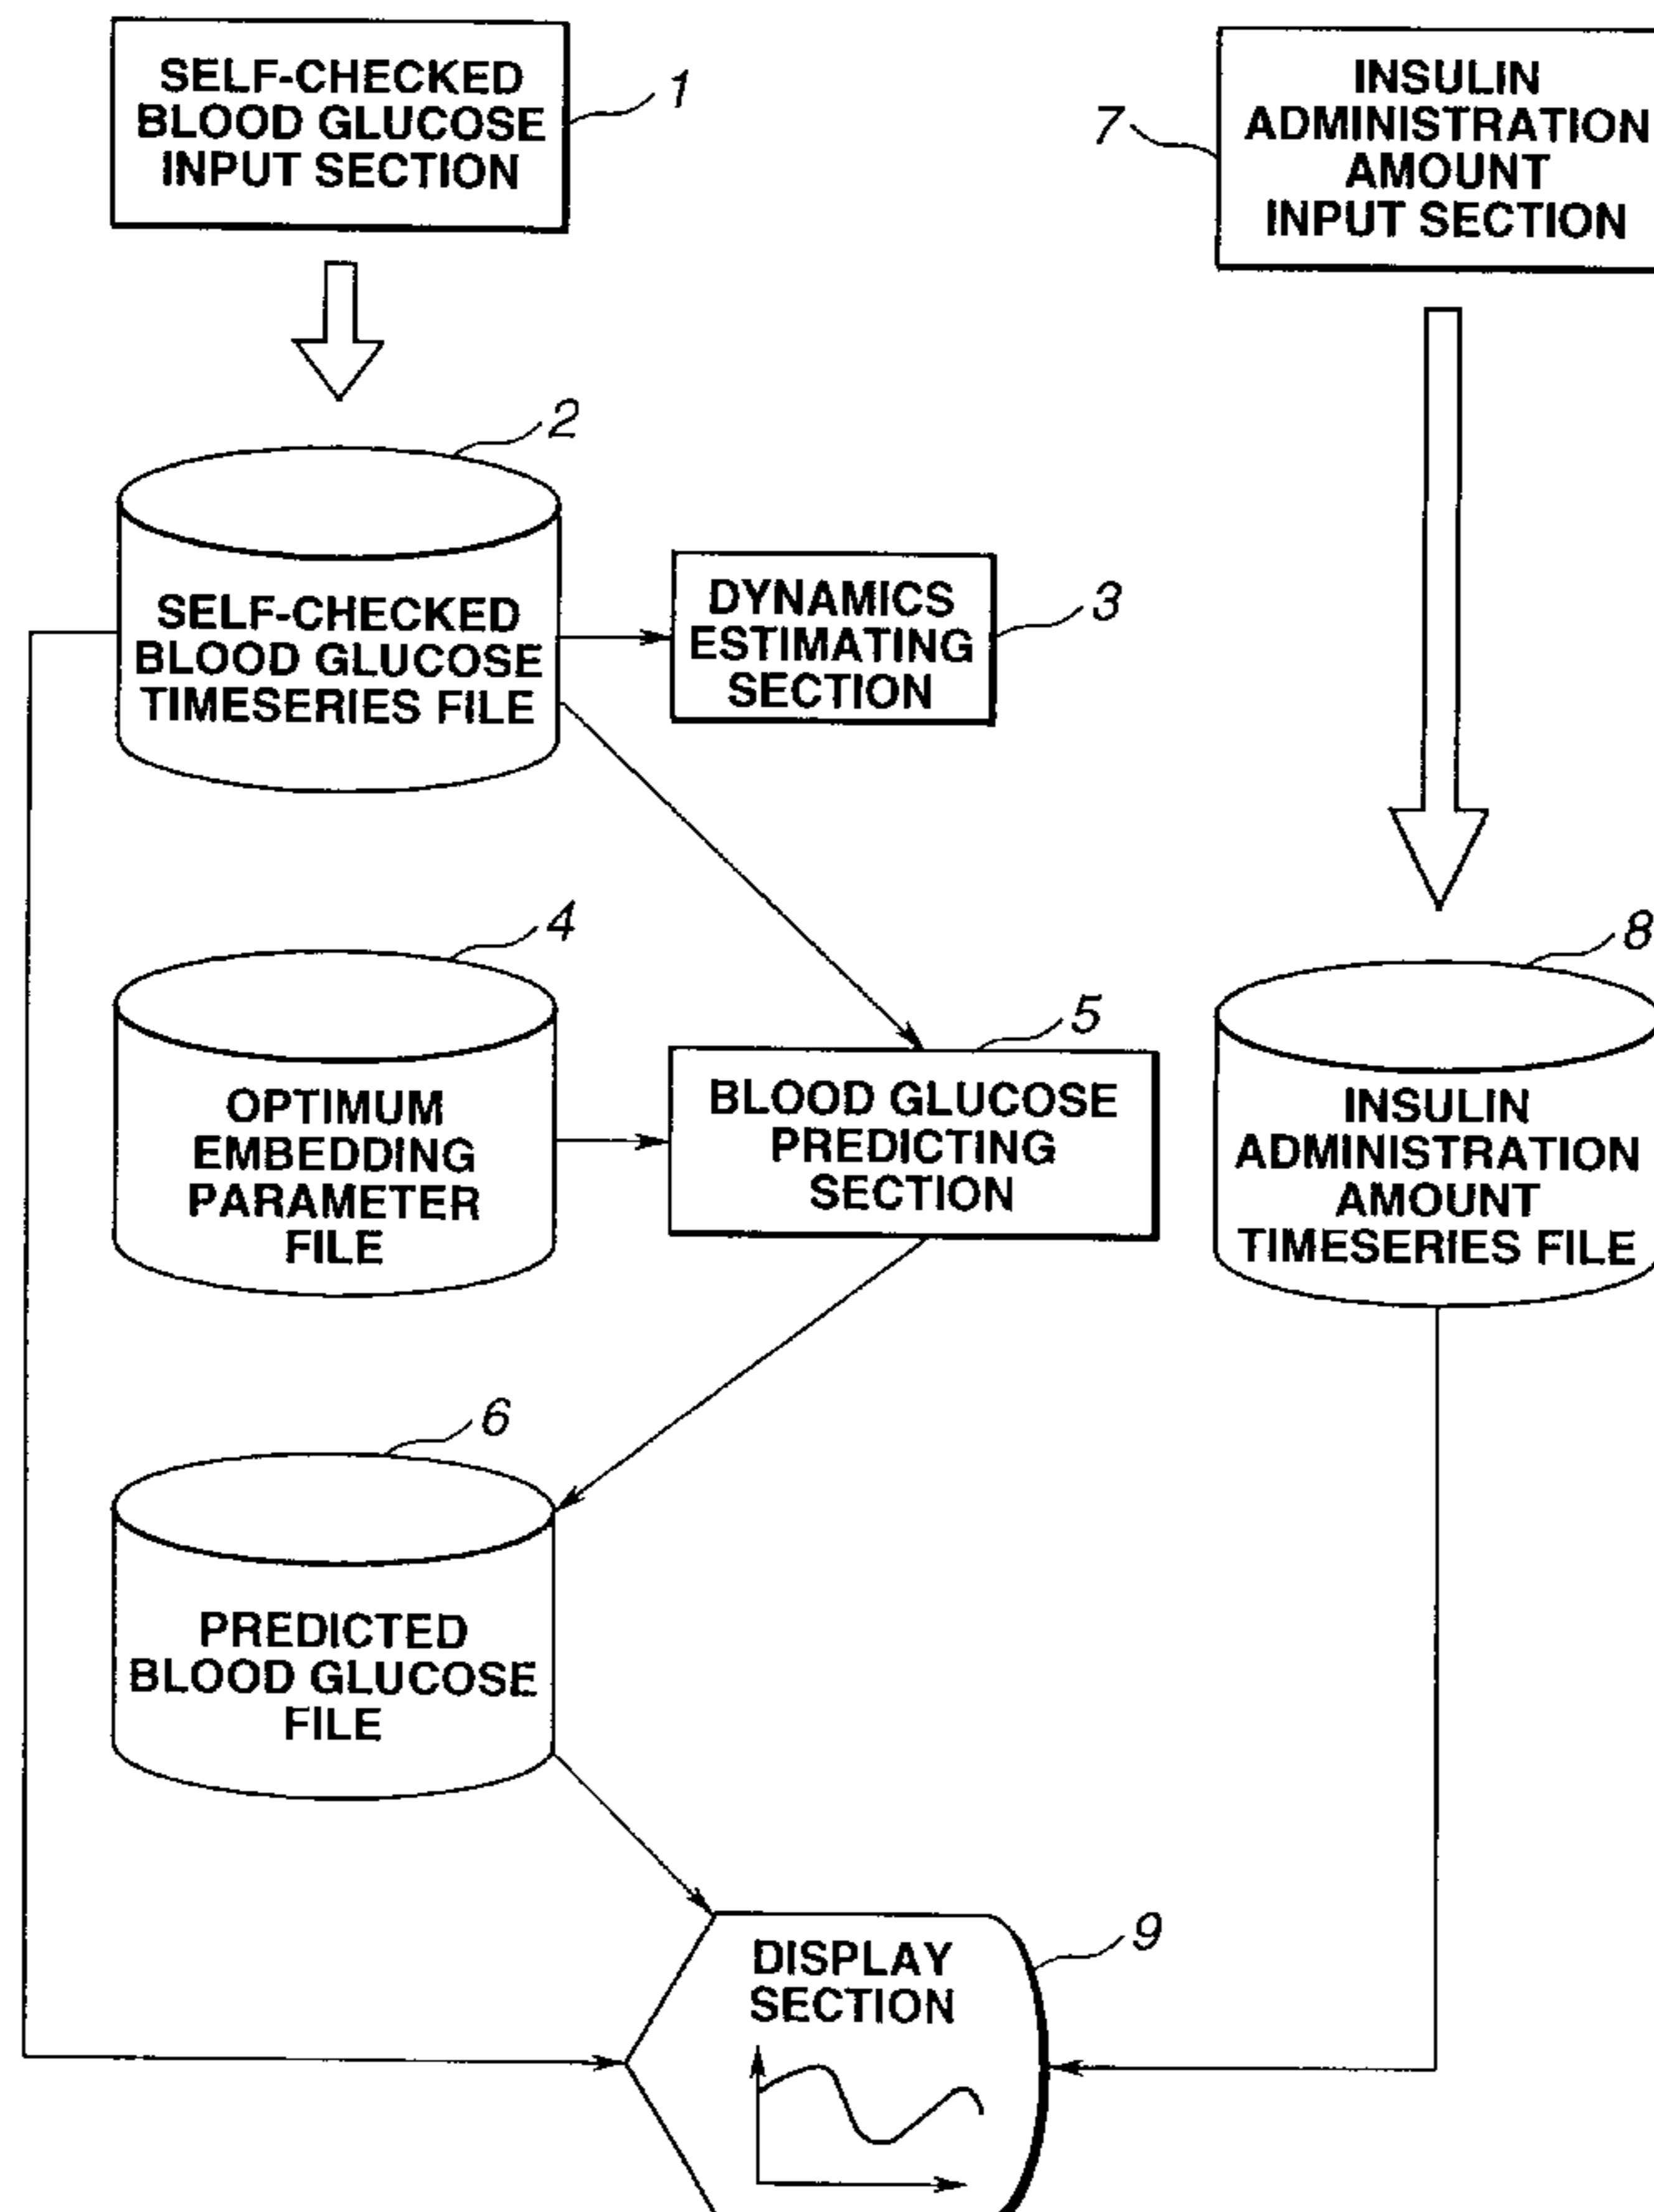 SELF-CHECKED
BLOOD GLUCOSE
INPUT SECTION
1
INSULIN
ADMINISTRATION
AMOUNT
INPUT SECTION
7
2
SELF-CHECKED
BLOOD GLUCOSE
TIMESERIES FILE
DYNAMICS
ESTIMATING
SECTION
3
4
OPTIMUM
EMBEDDING
PARAMETER
FILE
5
BLOOD GLUCOSE
PREDICTING
SECTION
8
INSULIN
ADMINISTRATION
AMOUNT
TIMESERIES FILE
6
PREDICTED
BLOOD GLUCOSE
FILE
9
DISPLAY
SECTION